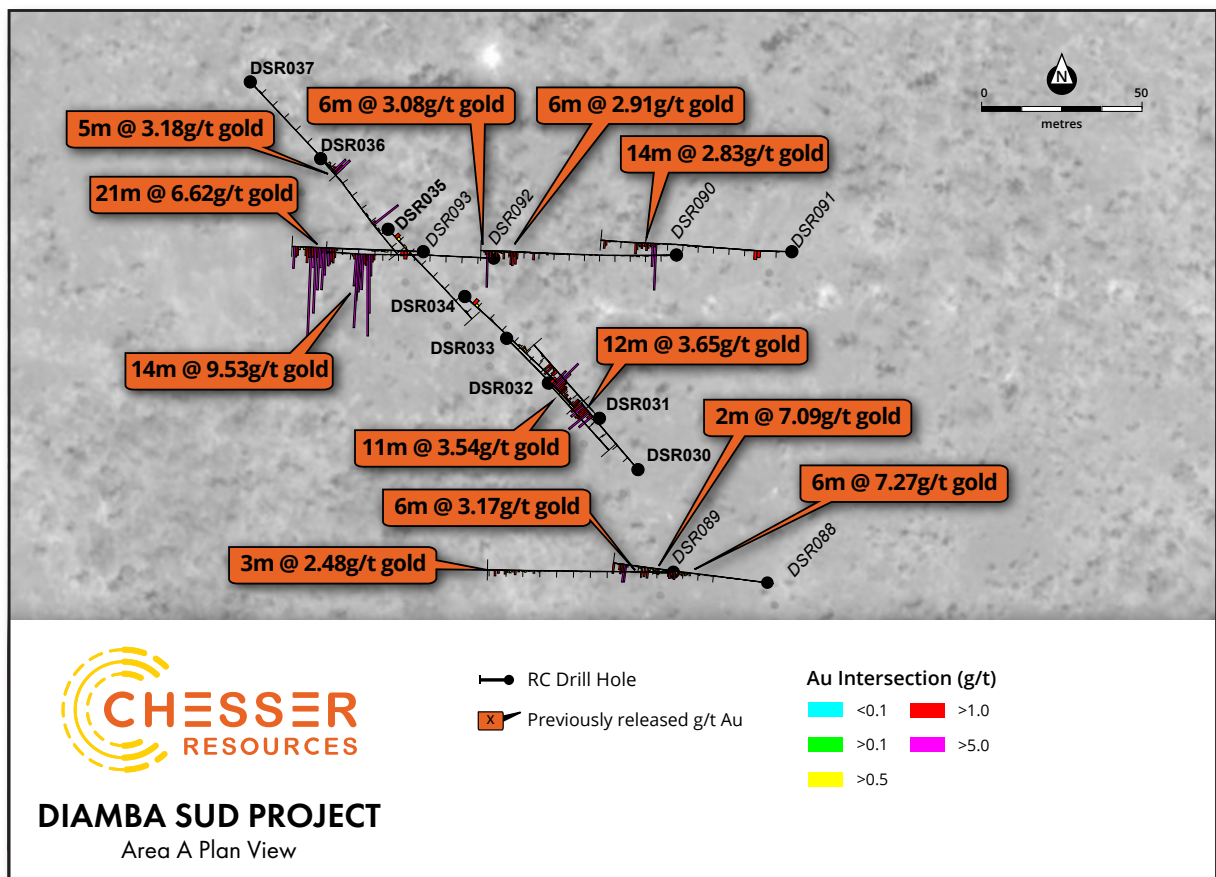 DSR037
6m @ 3.08g/t gold
6m @ 2.91g/t gold
N
0
50
metres
5m @ 3.18g/t gold
DSR036
14m @ 2.83g/t gold
21m @ 6.62g/t gold
DSR035
DSR093
DSR092
DSR090
DSR091
DSR034
DSR033
12m @ 3.65g/t gold
14m @ 9.53g/t gold
DSR032
DSR031
2m @ 7.09g/t gold
11m @ 3.54g/t gold
DSR030
6m @ 7.27g/t gold
6m @ 3.17g/t gold
DSR089
DSR088
3m @ 2.48g/t gold
CHESSER
RESOURCES
DIAMBA SUD PROJECT
Area A Plan View
RC Drill Hole
X Previously released g/t Au
Au Intersection (g/t)
<0.1 >1.0
>0.1 >5.0
>0.5